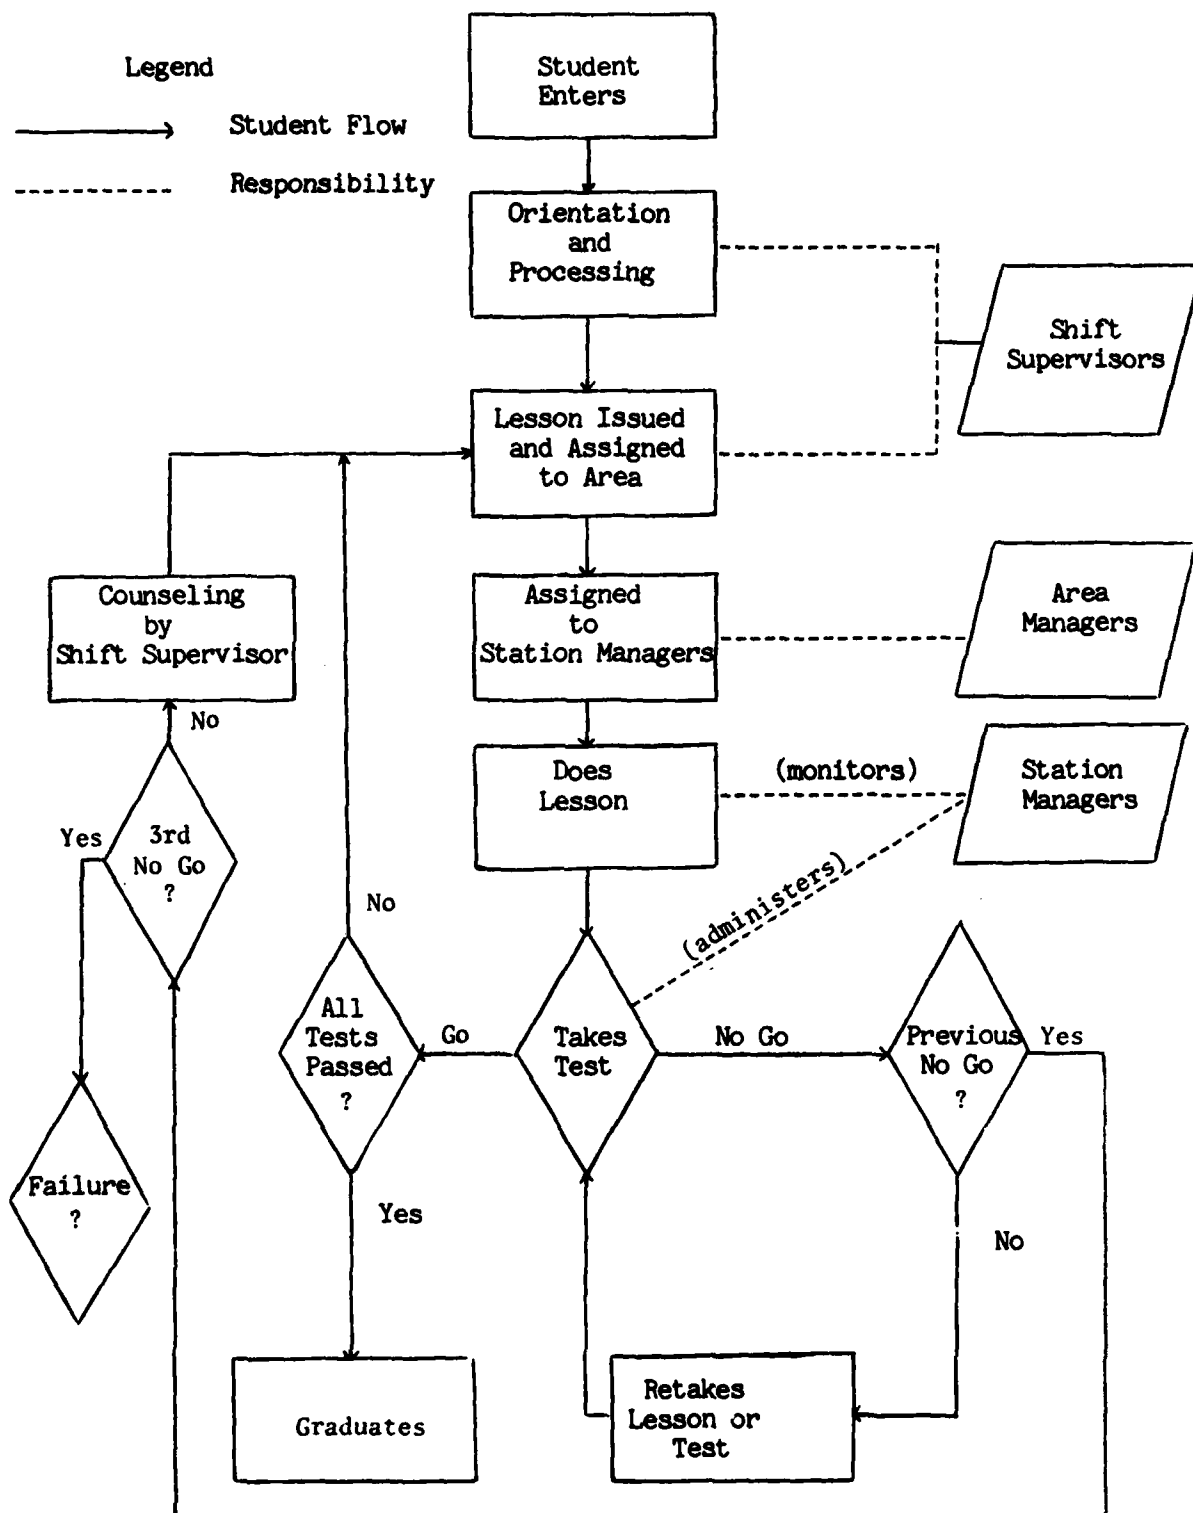 Legend
Student Flow
Responsibility
Student
Enters
Orientation
and
Processing
Shift
Supervisors
Lesson Issued
and Assigned
to Area
Counseling
by
Shift Supervisor
Assigned
to
Station Managers
Area
Managers
No
Does
Lesson
(monitors)
Station
Managers
Yes
3rd
No Go
?
(administers)
No
All
Tests
Passed
?
Go
Takes
Test
No Go
Previous
No Go
?
Yes
Failure
?
Yes
No
Graduates
Retakes
Lesson or
Test